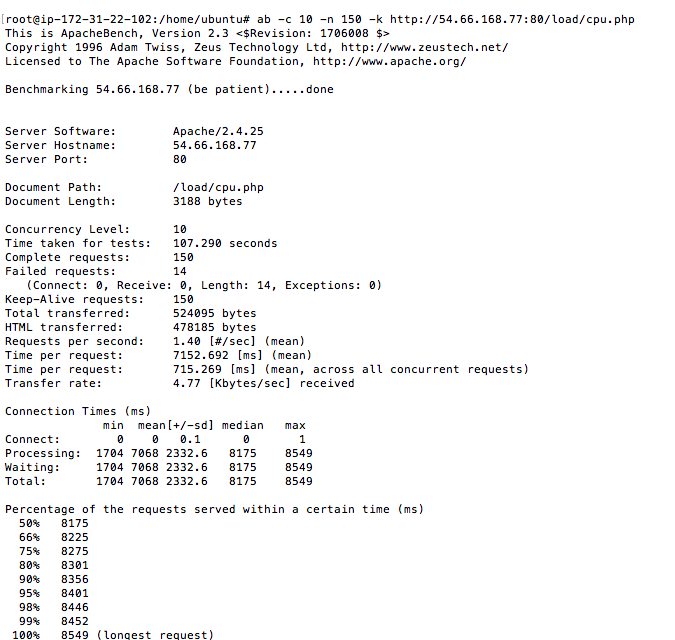 [root@ip-172-31-22-102:/home/ubuntu# ab -c 10 -n 150 -k http://54.66.168.77:80/load/cpu.php
This is ApacheBench, Version 2.3 <$Revision: 1706008 $>
Copyright 1996 Adam Twiss, Zeus Technology Ltd, http://www.zeustech.net/
Licensed to The Apache Software Foundation, http://www.apache.org/

Benchmarking 54.66.168.77 (be patient).....done


Server Software:        Apache/2.4.25
Server Hostname:        54.66.168.77
Server Port:            80

Document Path:          /load/cpu.php
Document Length:        3188 bytes

Concurrency Level:      10
Time taken for tests:   107.290 seconds
Complete requests:      150
Failed requests:        14
   (Connect: 0, Receive: 0, Length: 14, Exceptions: 0)
Keep-Alive requests:    150
Total transferred:      524095 bytes
HTML transferred:       478185 bytes
Requests per second:    1.40 [#/sec] (mean)
Time per request:       7152.692 [ms] (mean)
Time per request:       715.269 [ms] (mean, across all concurrent requests)
Transfer rate:          4.77 [Kbytes/sec] received

Connection Times (ms)
              min  mean[+/-sd] median   max
Connect:        0    0   0.1      0       1
Processing:  1704 7068 2332.6   8175    8549
Waiting:     1704 7068 2332.6   8175    8549
Total:       1704 7068 2332.6   8175    8549

Percentage of the requests served within a certain time (ms)
  50%   8175
  66%   8225
  75%   8275
  80%   8301
  90%   8356
  95%   8401
  98%   8446
  99%   8452
 100%   8549 (longest request)